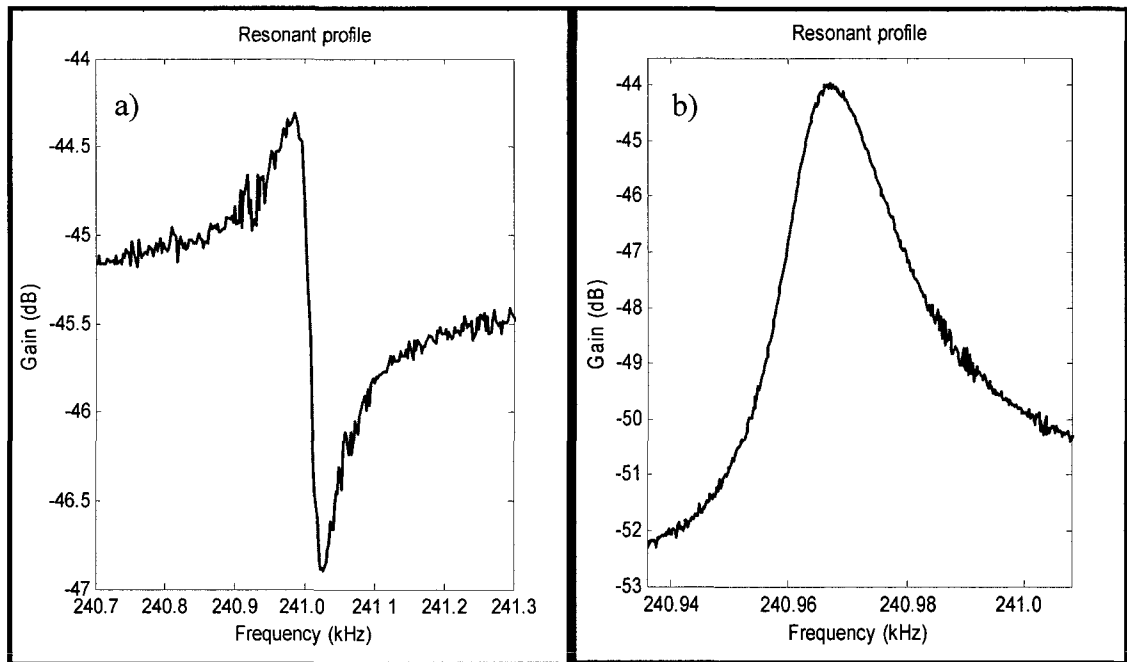 Resonant profile
a)
Gain (dB)
-44
-44.5
-45
-45.5
-46
-46.5
-47
240.7 240.8 240.9 241.0 241.1 241.2 241.3
Frequency (kHz)
Resonant profile
b)
Gain (dB)
-44
-45
-46
-47
-48
-49
-50
-51
-52
-53
240.94 240.96 240.98 241.0
Frequency (kHz)